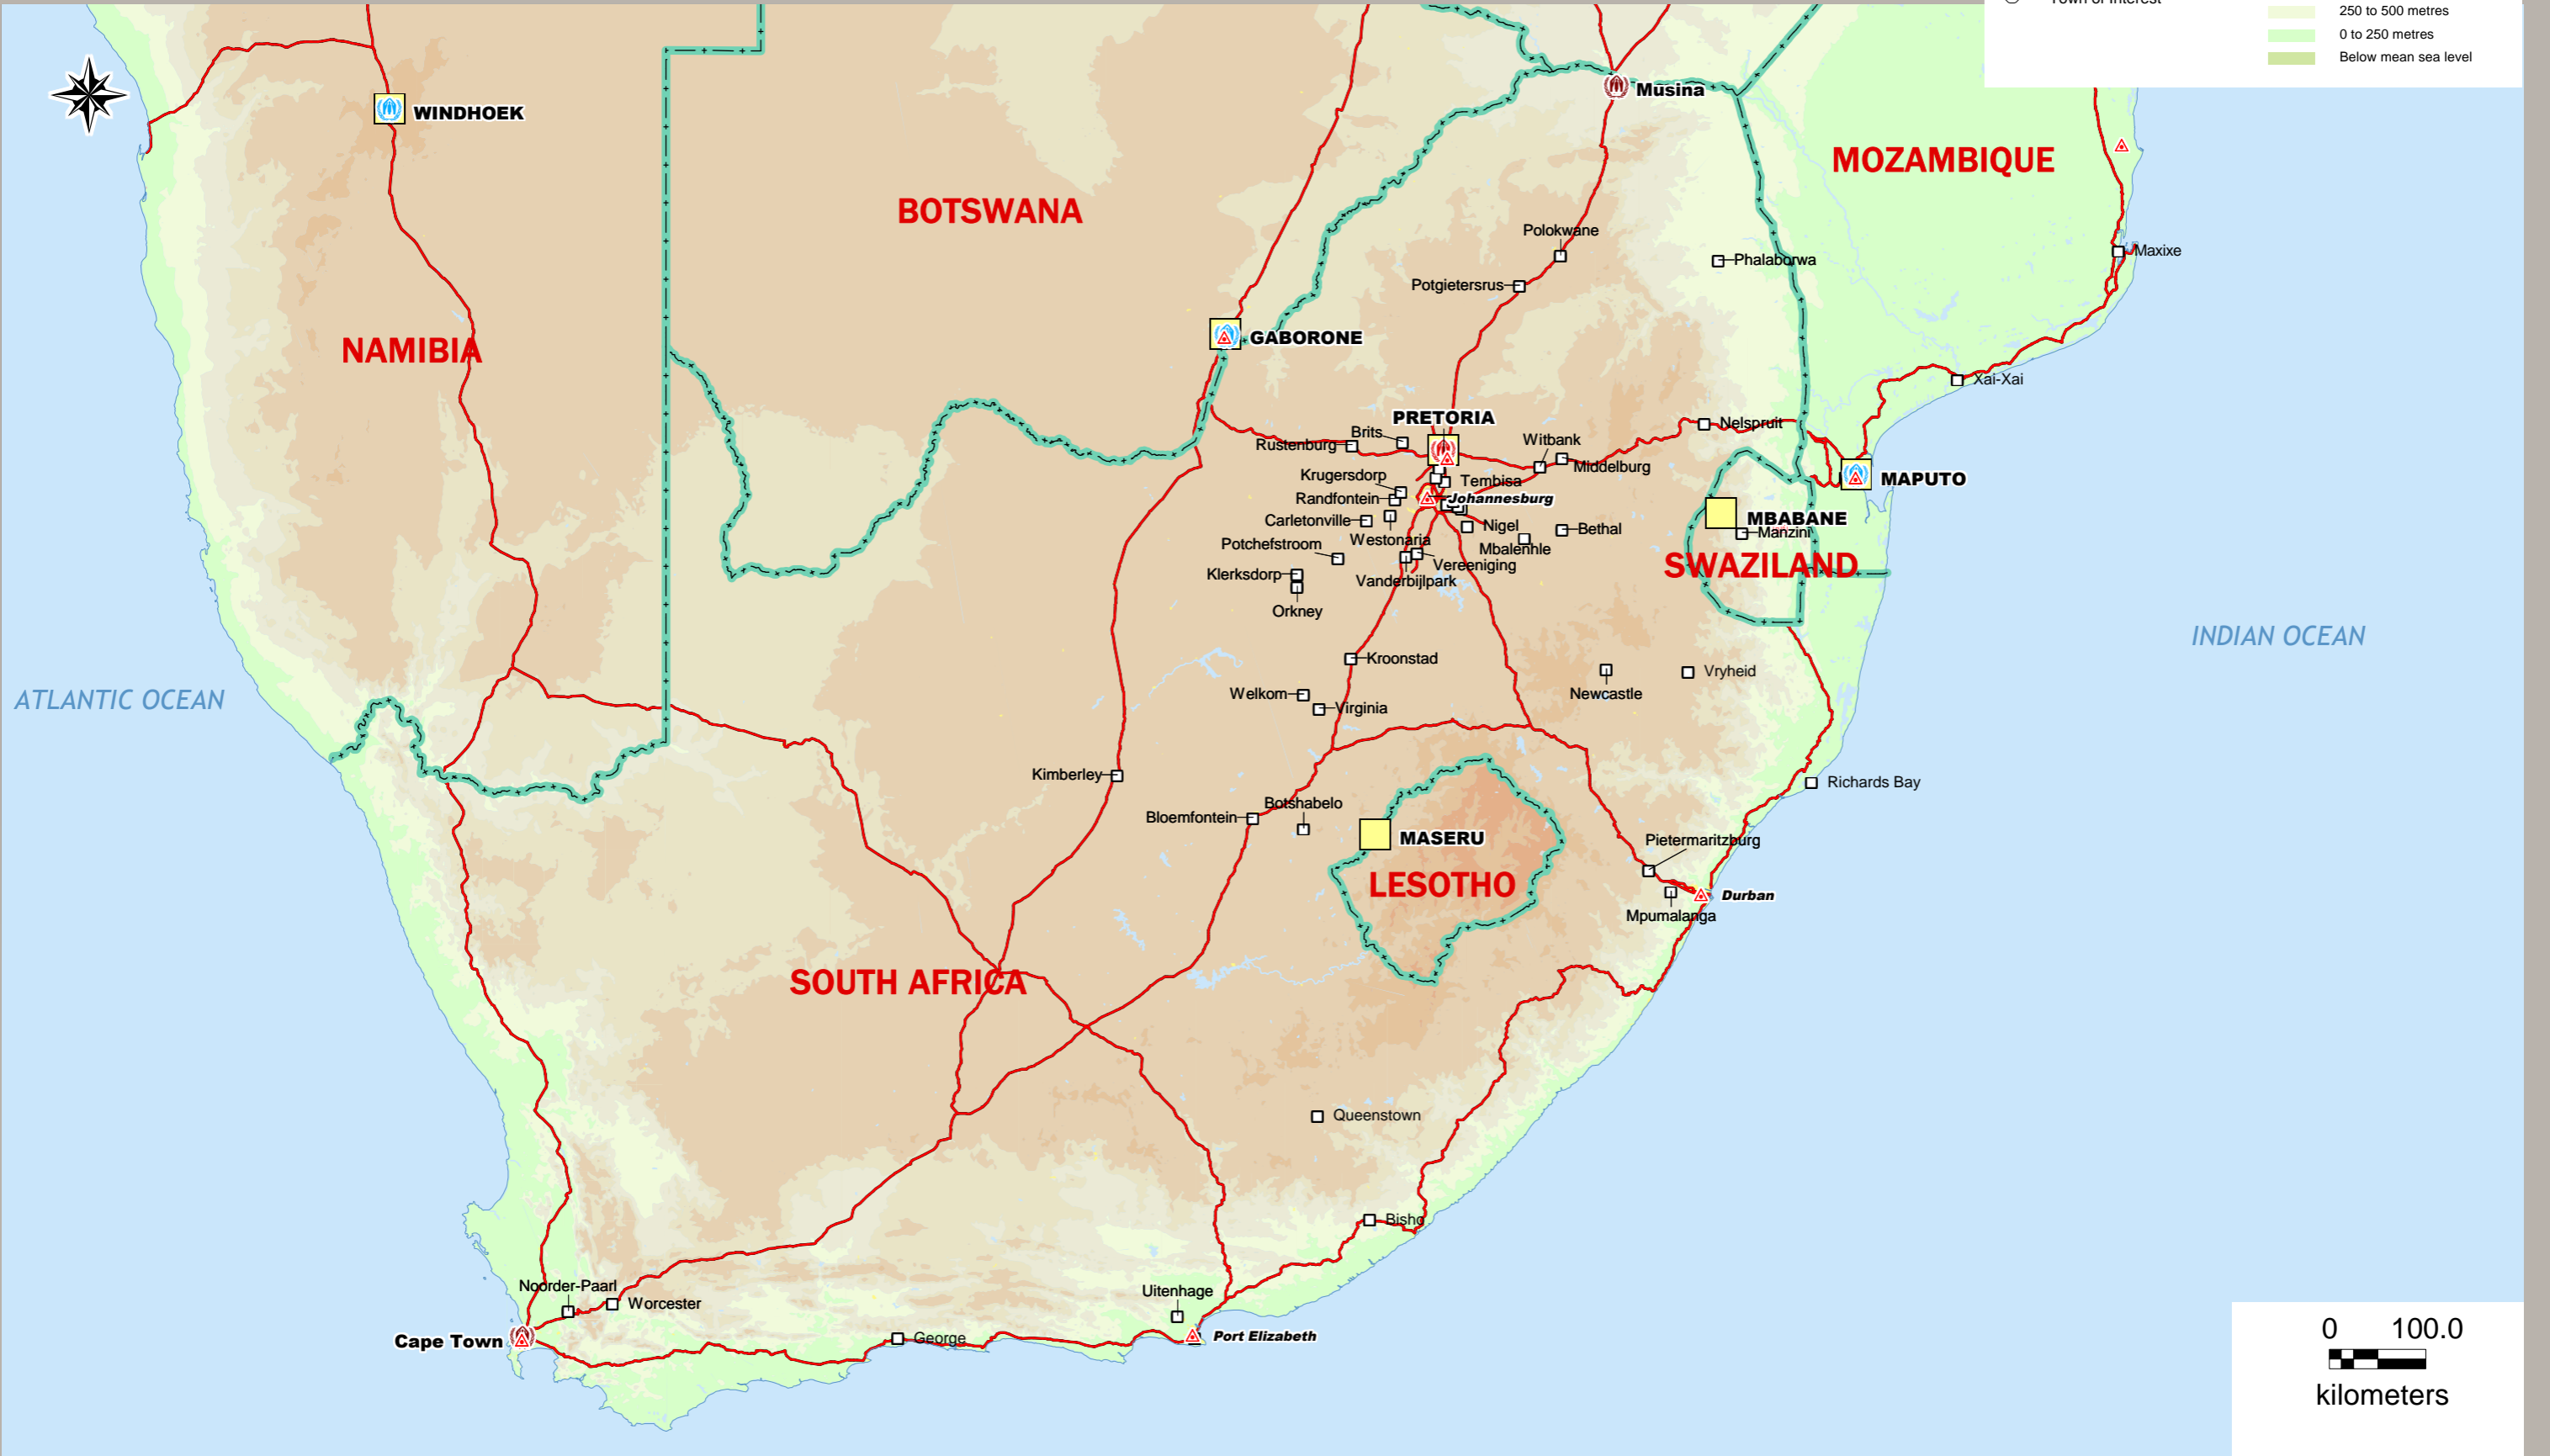 Town of Interest
250 to 500 metres
0 to 250 metres
Below mean sea level
WINDHOEK
Musina
MOZAMBIQUE
BOTSWANA
Polokwane
Phalaborwa
Maxixe
Potgietersrus
GABORONE
NAMIBIA
Xai-Xai
PRETORIA
Nelspruit
Brits
Rustenburg
Witbank
Middelburg
Krugersdorp
Tembisa
MAPUTO
Randfontein
Johannesburg
Carletonville
MBABANE
Nigel
Bethal
Manzini
Westonaria
Potchefstroom
Mbalenhle
Vereeniging
SWAZILAND
Klerksdorp
Vanderbijlpark
Orkney
INDIAN OCEAN
Kroonstad
Vryheid
Newcastle
ATLANTIC OCEAN
Welkom
Virginia
Kimberley
Richards Bay
Botshabelo
Bloemfontein
MASERU
Pietermaritzburg
LESOTHO
Durban
Mpumalanga
SOUTH AFRICA
Queenstown
Bisho
Noorder-Paarl
Uitenhage
Worcester
Cape Town
George
Port Elizabeth
0 100.0
kilometers